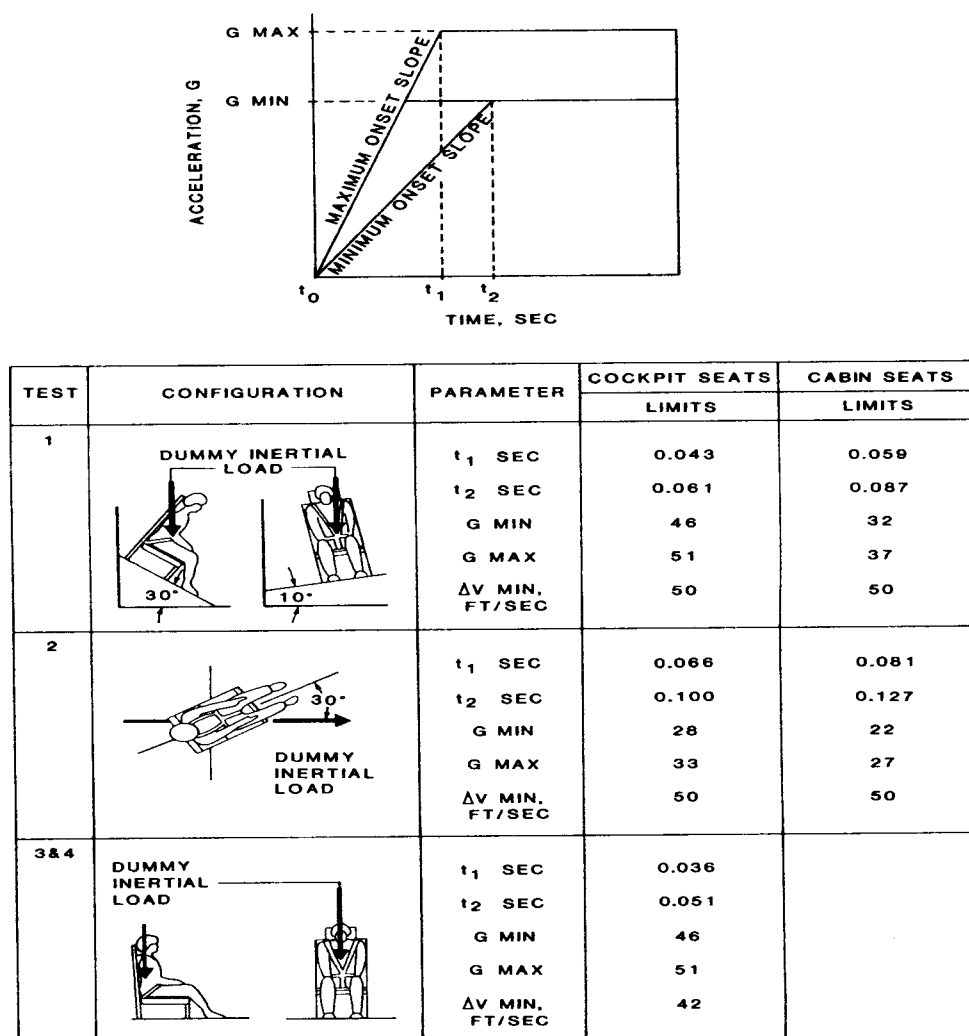 G MAX
G MIN
ACCELERATION, G
MAXIMUM ONSET SLOPE
MINIMUM ONSET SLOPE
t0 t1 t2
TIME, SEC
TEST CONFIGURATION PARAMETER COCKPIT SEATS CABIN SEATS
LIMITS LIMITS
1
DUMMY INERTIAL
LOAD
30°
10°
t1 SEC 0.043 0.059
t2 SEC 0.061 0.087
G MIN 46 32
G MAX 51 37
ΔV MIN, 50 50
FT/SEC
2
30°
DUMMY
INERTIAL
LOAD
t1 SEC 0.066 0.081
t2 SEC 0.100 0.127
G MIN 28 22
G MAX 33 27
ΔV MIN, 50 50
FT/SEC
3&4
DUMMY
INERTIAL
LOAD
t1 SEC 0.036
t2 SEC 0.051
G MIN 46
G MAX 51
ΔV MIN, 42
FT/SEC